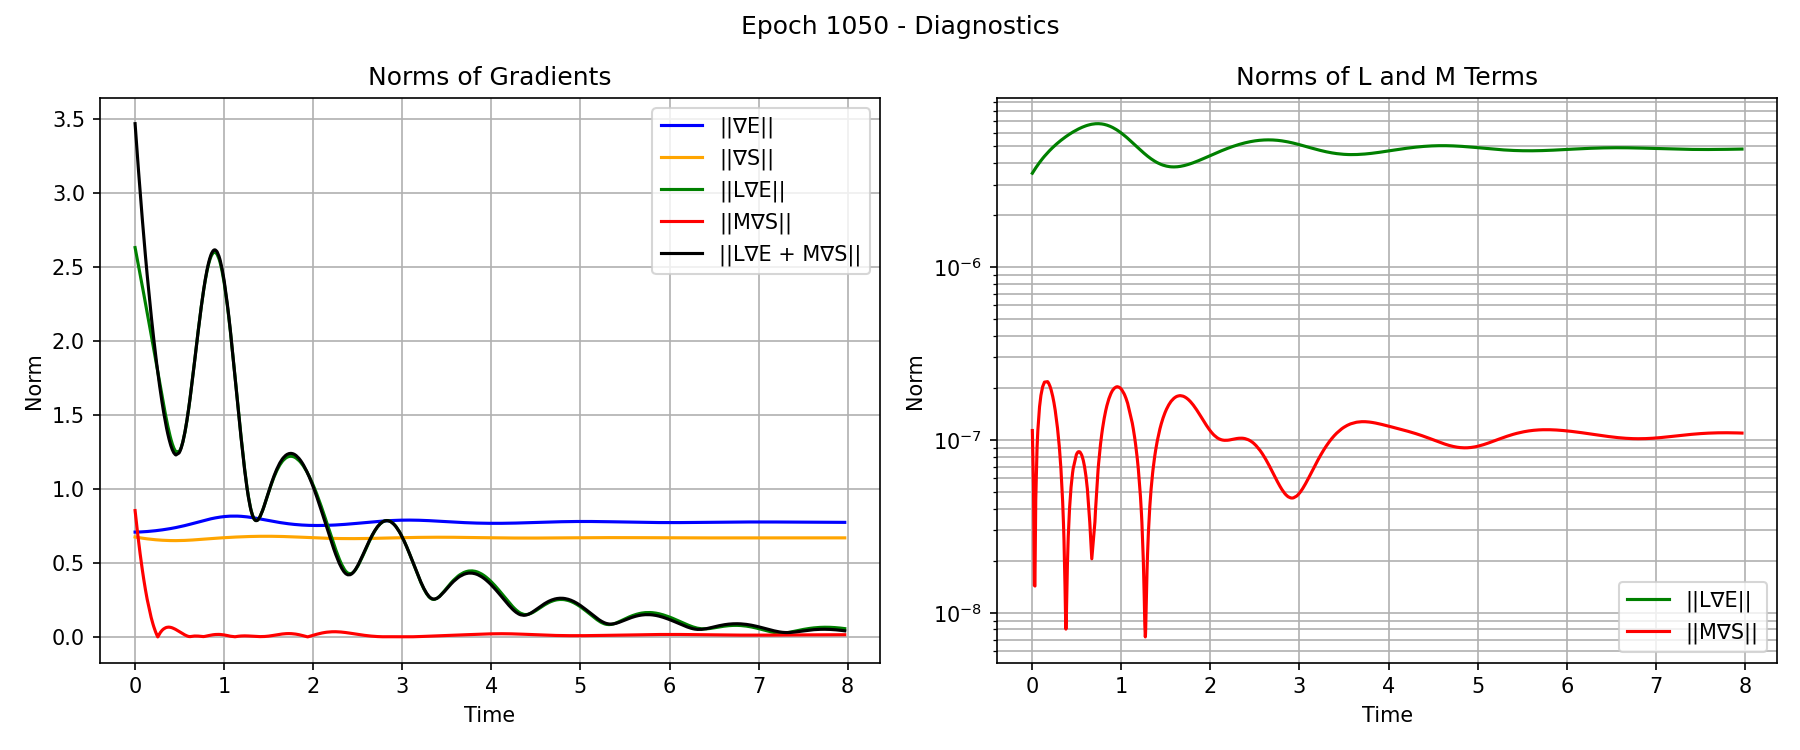 Epoch 1050 - Diagnostics
Norms of Gradients
Norm
3.5
3.0
2.5
2.0
1.5
1.0
0.5
0.0
||∇E||
||∇S||
||L∇E||
||M∇S||
||L∇E + M∇S||
0 1 2 3 4 5 6 7 8
Time
Norms of L and M Terms
Norm
10⁻⁶
10⁻⁷
10⁻⁸
||L∇E||
||M∇S||
0 1 2 3 4 5 6 7 8
Time